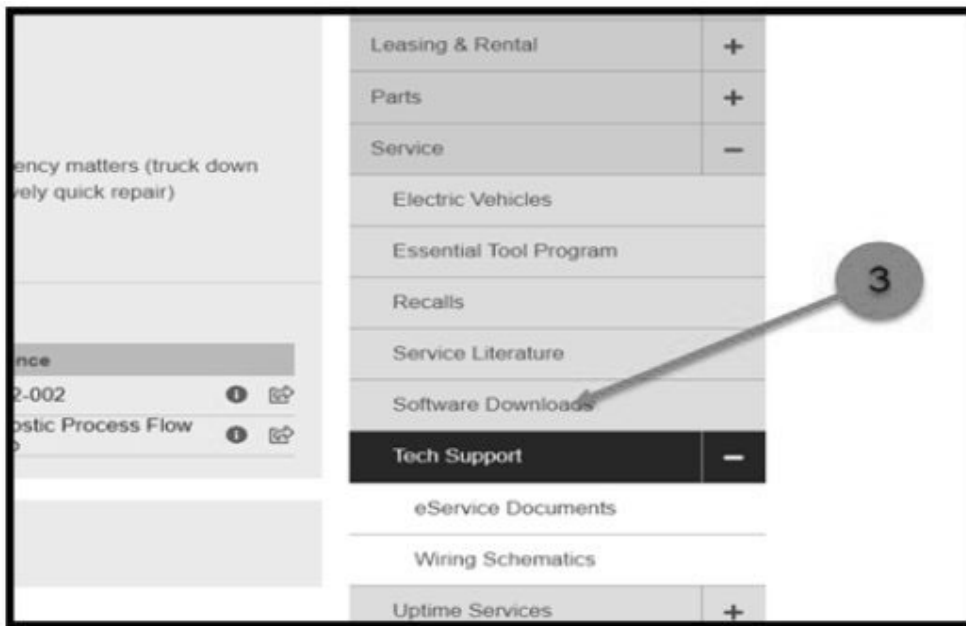 Leasing & Rental +
Parts +
Service −
ency matters (truck down
vely quick repair)
Electric Vehicles
Essential Tool Program
Recalls
3
Service Literature
nce
2-002
Software Downloads
ostic Process Flow
Tech Support −
eService Documents
Wiring Schematics
Uptime Services +